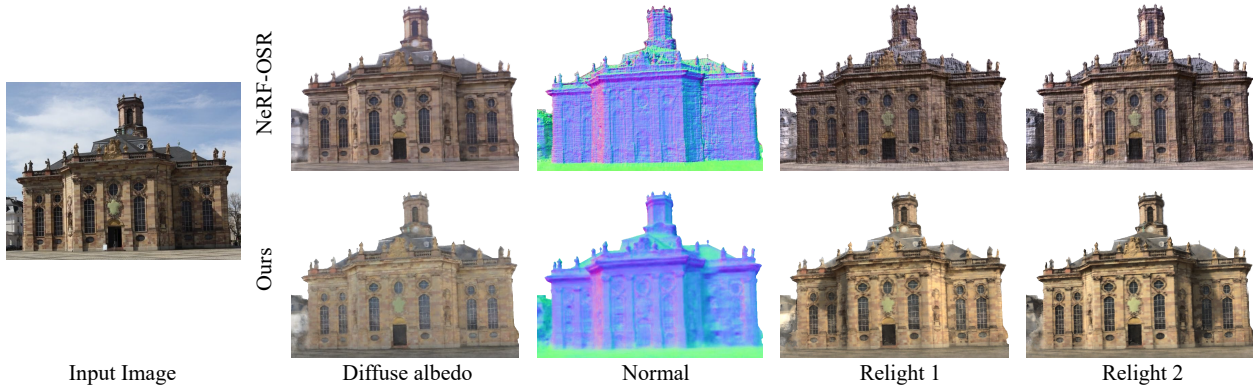 NeRF-OSR
Ours
Input Image
Diffuse albedo
Normal
Relight 1
Relight 2